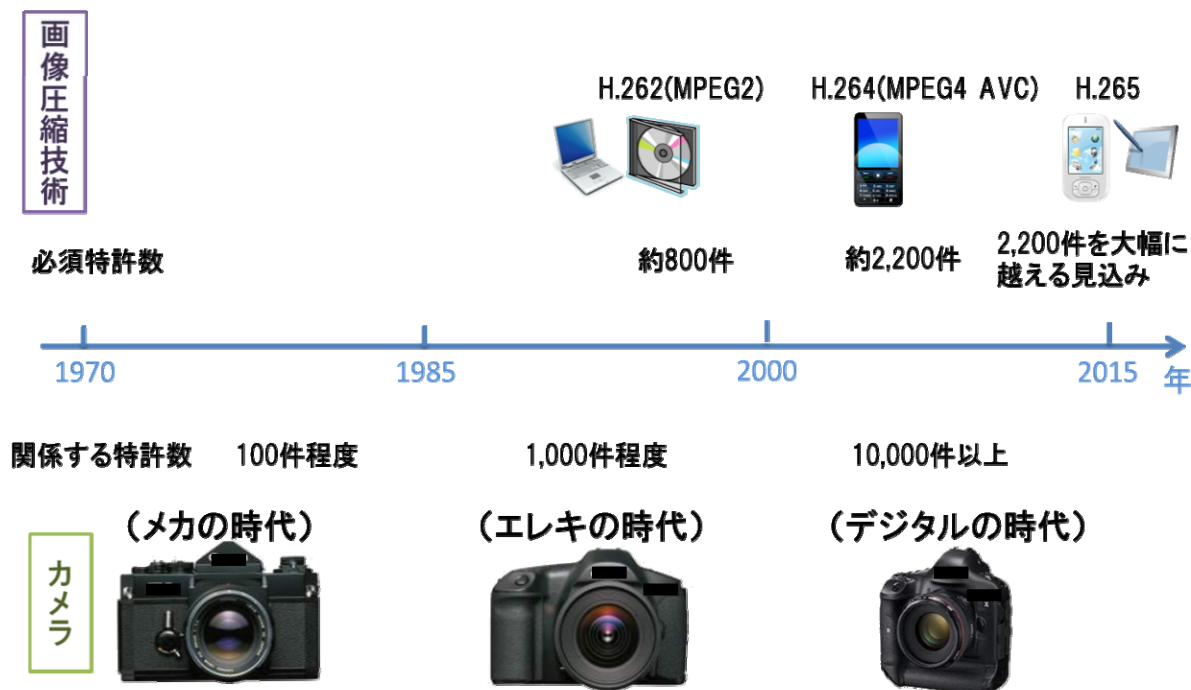 画像圧縮技術
H.262(MPEG2)
H.264(MPEG4 AVC)
H.265
必須特許数
約800件
約2,200件
2,200件を大幅に
越える見込み
1970
1985
2000
2015
年
関係する特許数
100件程度
1,000件程度
10,000件以上
(メカの時代)
(エレキの時代)
(デジタルの時代)
カメラ